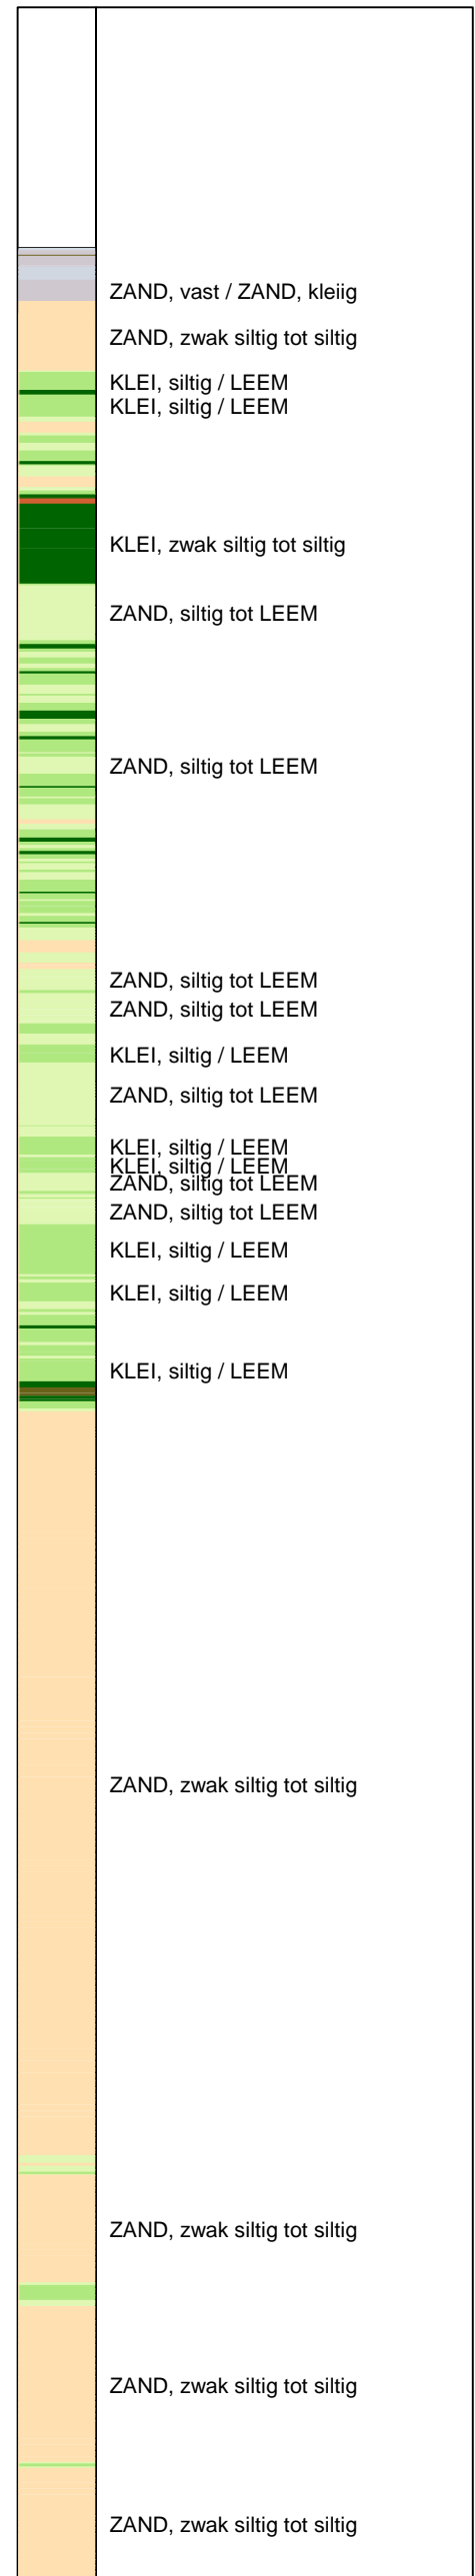 ZAND, vast / ZAND, kleiig
ZAND, zwak siltig tot siltig
KLEI, siltig / LEEM
KLEI, siltig / LEEM
KLEI, zwak siltig tot siltig
ZAND, siltig tot LEEM
ZAND, siltig tot LEEM
ZAND, siltig tot LEEM
ZAND, siltig tot LEEM
KLEI, siltig / LEEM
ZAND, siltig tot LEEM
KLEI, siltig / LEEM
KLEI, siltig / LEEM
ZAND, siltig tot LEEM
ZAND, siltig tot LEEM
KLEI, siltig / LEEM
KLEI, siltig / LEEM
KLEI, siltig / LEEM
ZAND, zwak siltig tot siltig
ZAND, zwak siltig tot siltig
ZAND, zwak siltig tot siltig
ZAND, zwak siltig tot siltig